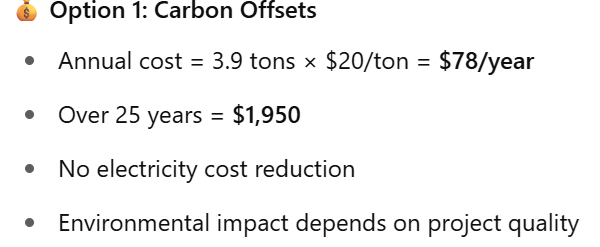 💰 Option 1: Carbon Offsets
• Annual cost = 3.9 tons × $20/ton = $78/year
• Over 25 years = $1,950
• No electricity cost reduction
• Environmental impact depends on project quality